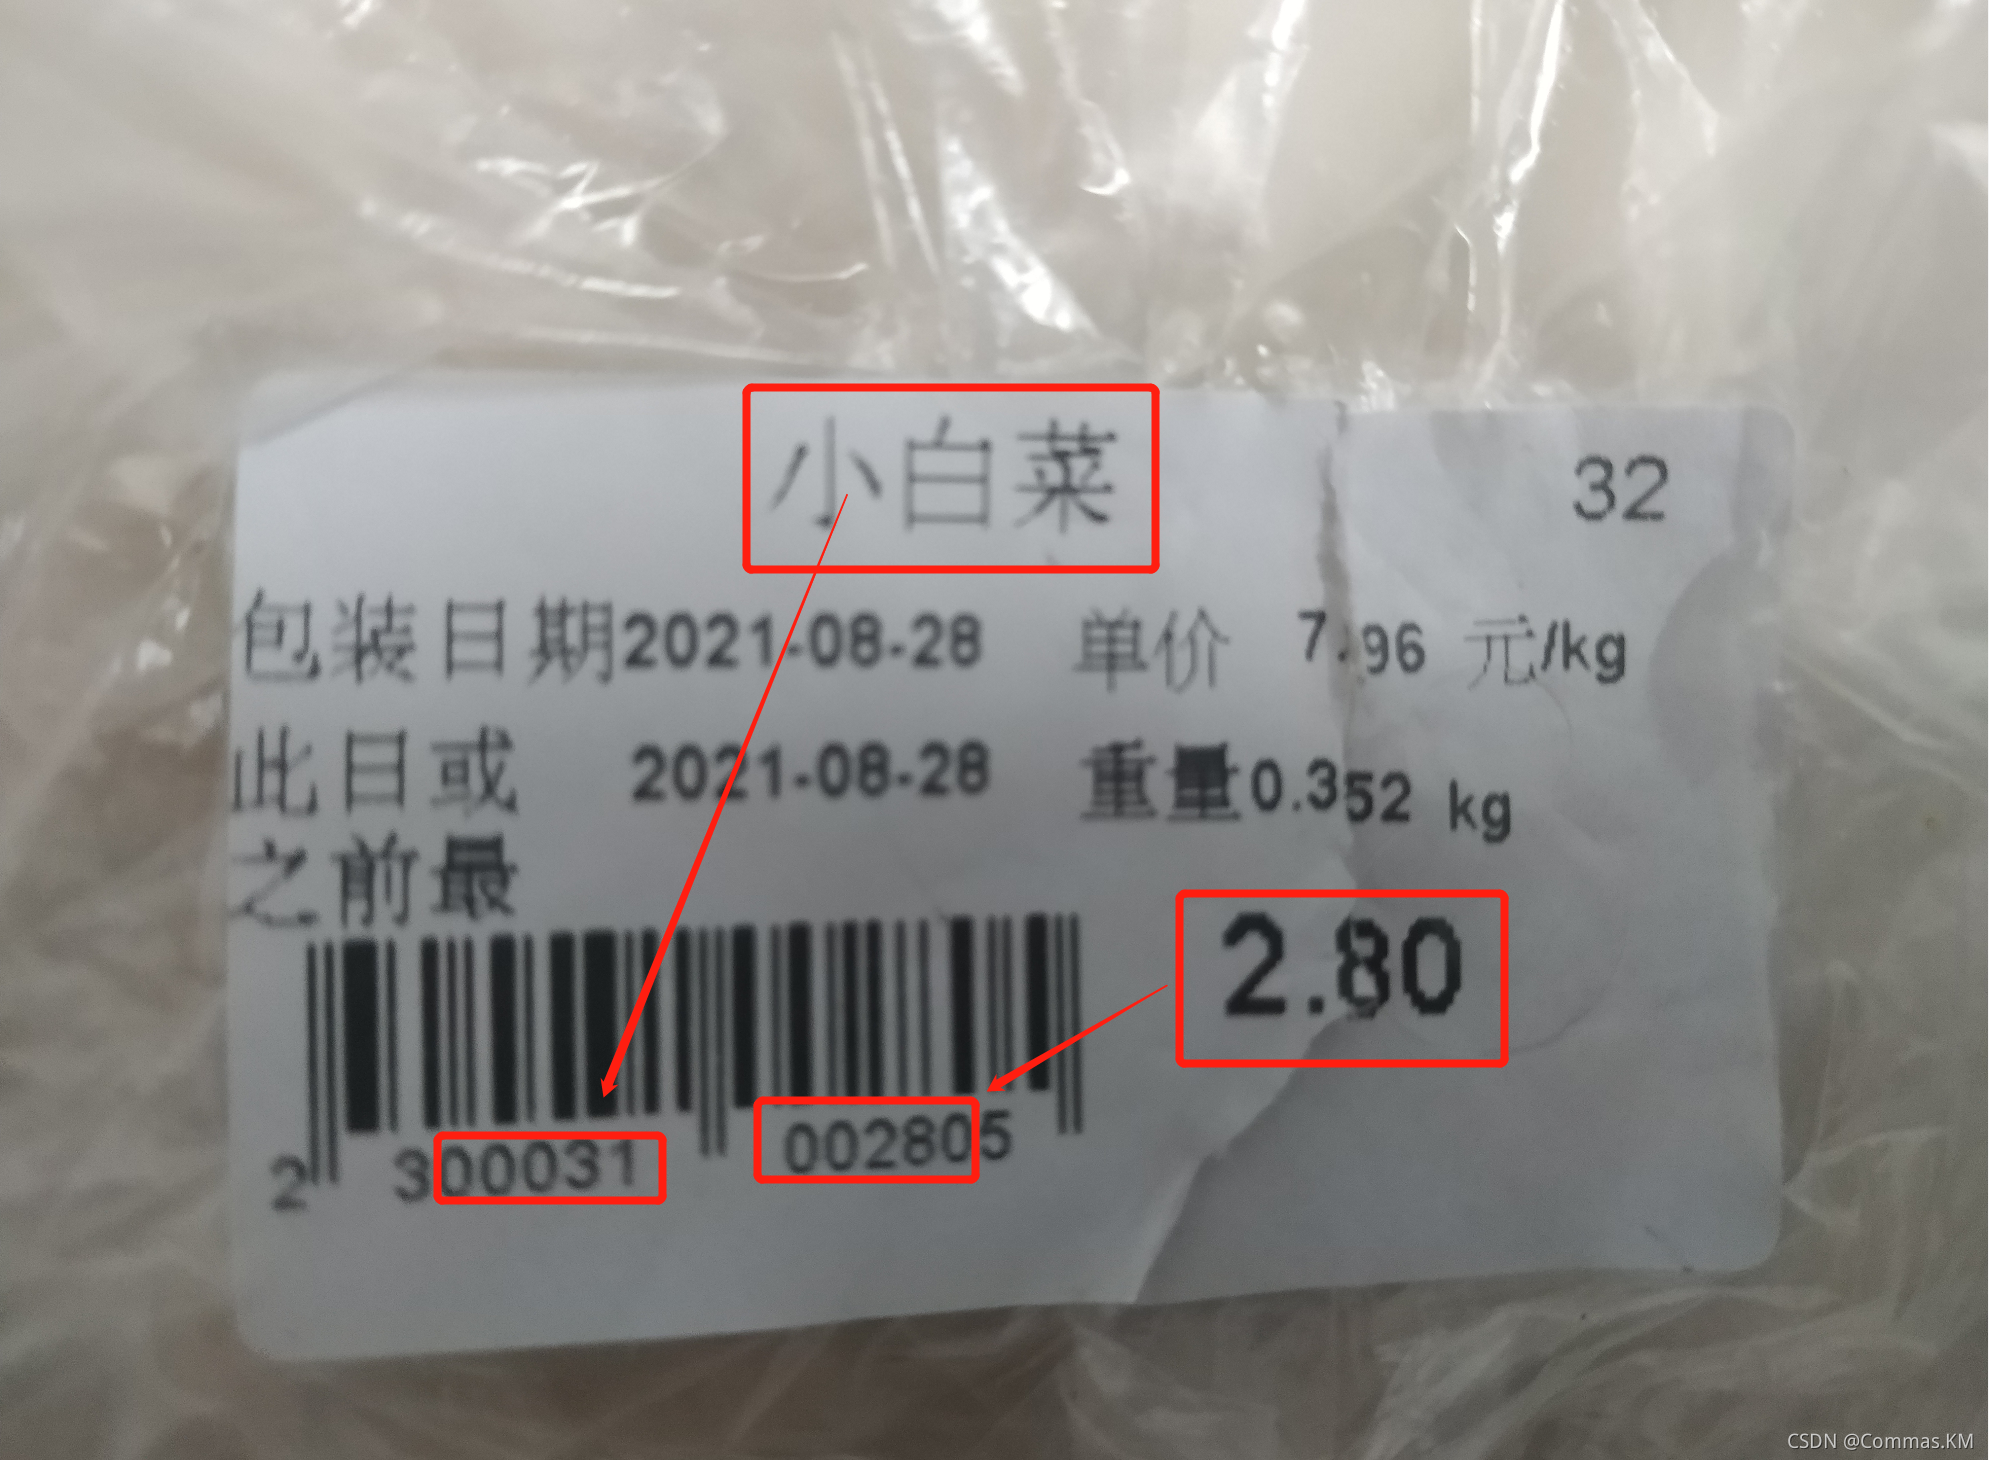 小白菜 32
包装日期2021-08-28 单价 7.96 元/kg
此日或 2021-08-28 重量0.352 kg
之前最
2.80
2 300031 002805
CSDN @Commas.KM